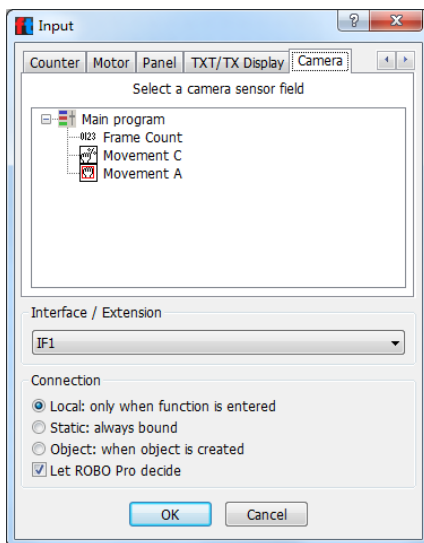 Input
Counter Motor Panel TXT/TX Display Camera
Select a camera sensor field
Main program
0123 Frame Count
Movement C
Movement A
Interface / Extension
IF1
Connection
Local: only when function is entered
Static: always bound
Object: when object is created
Let ROBO Pro decide
OK Cancel